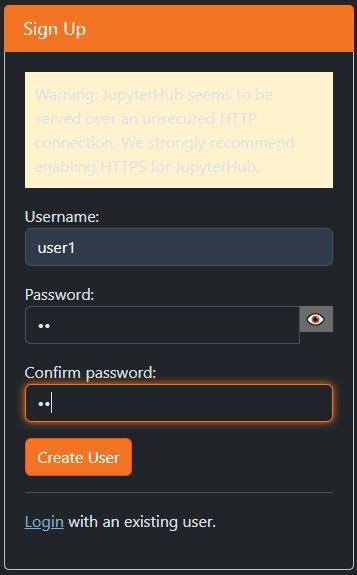 Sign Up
Warning: JupyterHub seems to be
served over an unsecured HTTP
connection. We strongly recommend
enabling HTTPS for JupyterHub.
Username:
user1
Password:
••
Confirm password:
••
Create User
Login with an existing user.